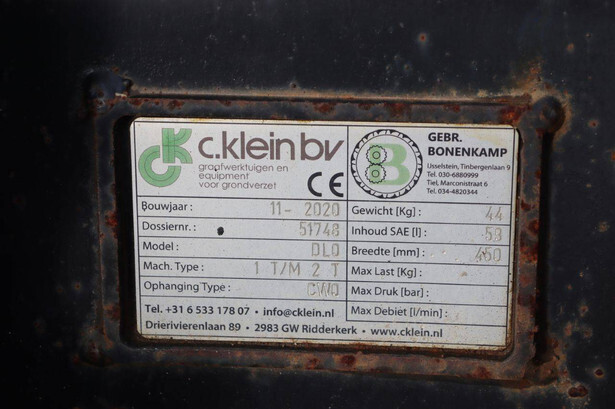 CK c.klein bv
graafwerktuigen en
equipment
voor grondverzet
CE
B
GEBR.
BONENKAMP
IJsselstein, Tinbergenlaan 9
Tel. 030-6880999
Tiel, Marconistraat 6
Tel. 034-4820344
Bouwjaar : 11- 2020
Dossiernr. : 51748
Model : DLO
Mach. Type : 1 T/M 2 T
Ophanging Type : CW0
Gewicht [Kg] : 44
Inhoud SAE [l] : 58
Breedte [mm] : 450
Max Last [Kg] :
Max Druk [bar] :
Max Debiet [l/min] :
Tel. +31 6 533 178 07 • info@cklein.nl
Drierivierenlaan 89 • 2983 GW Ridderkerk • www.cklein.nl